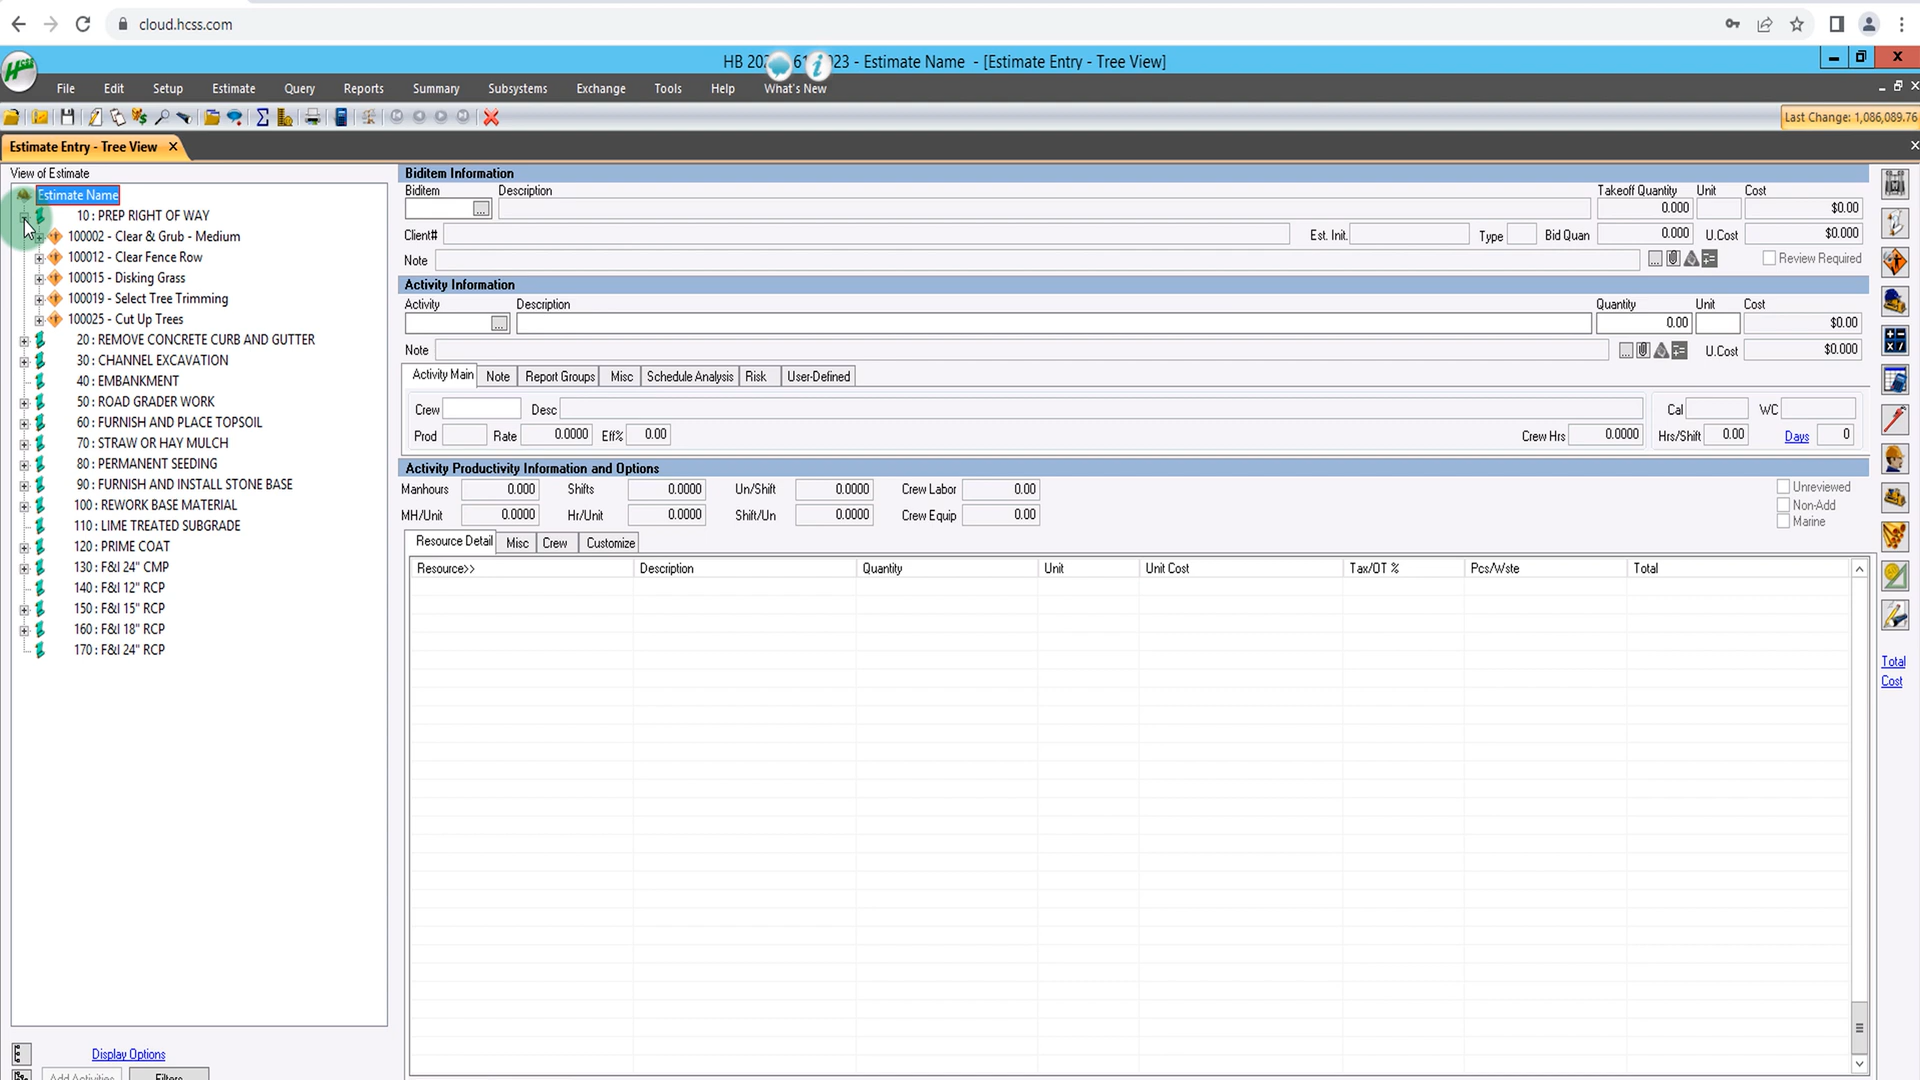 cloud.hcss.com
023 - Estimate Name - [Estimate Entry - Tree View]
HCSS
File Edit Setup Estimate Query Reports Summary Subsystems Exchange Tools Help What's New
Last Change: 1,086,089.76
Estimate Entry - Tree View
View of Estimate
Estimate Name
10 : PREP RIGHT OF WAY
100002 - Clear & Grub - Medium
100012 - Clear Fence Row
100015 - Disking Grass
100019 - Select Tree Trimming
100025 - Cut Up Trees
20 : REMOVE CONCRETE CURB AND GUTTER
30 : CHANNEL EXCAVATION
40 : EMBANKMENT
50 : ROAD GRADER WORK
60 : FURNISH AND PLACE TOPSOIL
70 : STRAW OR HAY MULCH
80 : PERMANENT SEEDING
90 : FURNISH AND INSTALL STONE BASE
100 : REWORK BASE MATERIAL
110 : LIME TREATED SUBGRADE
120 : PRIME COAT
130 : F&I 24" CMP
140 : F&I 12" RCP
150 : F&I 15" RCP
160 : F&I 18" RCP
170 : F&I 24" RCP
Display Options
Add Activities Filters
Biditem Information
Biditem Description Takeoff Quantity Unit Cost
... 0.000 $0.00
Client# Est. Init. Type Bid Quan 0.000 U.Cost $0.000
Note ... Review Required
Activity Information
Activity Description Quantity Unit Cost
... 0.00 $0.00
Note ... U.Cost $0.000
Activity Main Note Report Groups Misc Schedule Analysis Risk User-Defined
Crew Desc Cal WC
Prod Rate 0.0000 Eff% 0.00 Crew Hrs 0.0000 Hrs/Shift 0.00 Days 0
Activity Productivity Information and Options
Manhours 0.000 Shifts 0.0000 Un/Shift 0.0000 Crew Labor 0.00 Unreviewed
Non-Add
MH/Unit 0.0000 Hr/Unit 0.0000 Shift/Un 0.0000 Crew Equip 0.00 Marine
Resource Detail Misc Crew Customize
Resource>> Description Quantity Unit Unit Cost Tax/OT % Pcs/Wste Total
Total
Cost